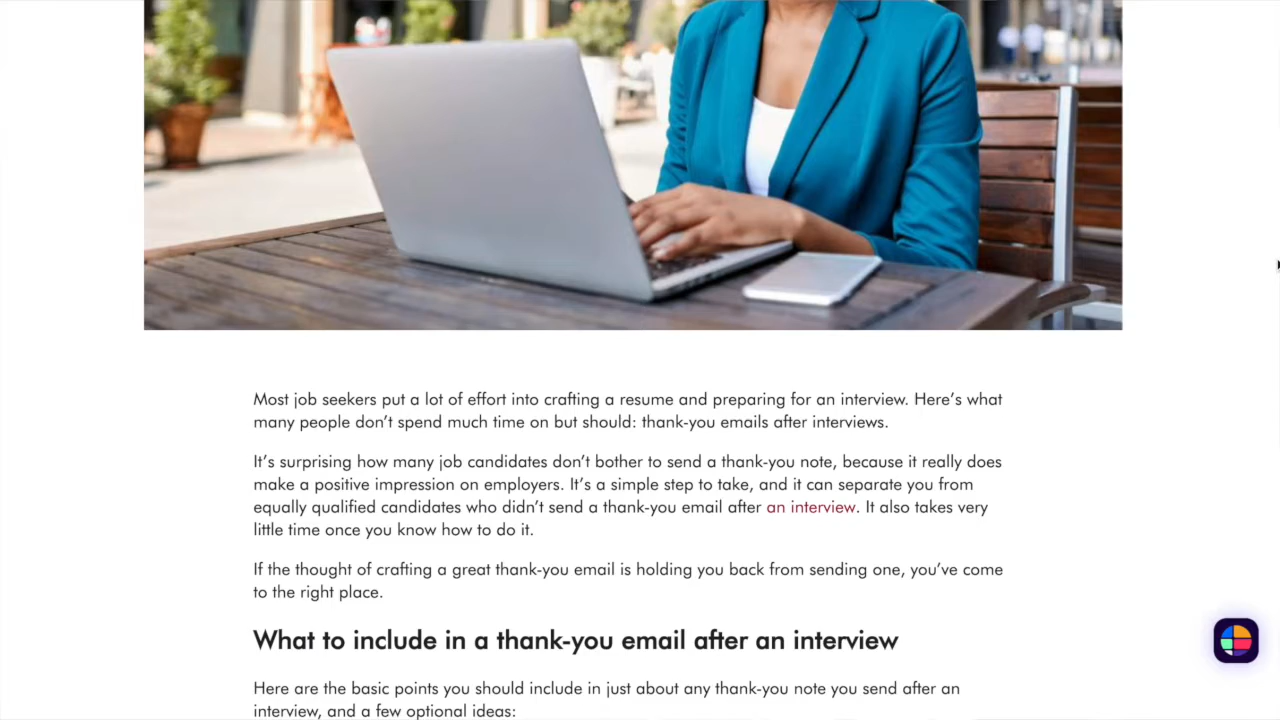 Most job seekers put a lot of effort into crafting a resume and preparing for an interview. Here’s what
many people don’t spend much time on but should: thank-you emails after interviews.
It’s surprising how many job candidates don’t bother to send a thank-you note, because it really does
make a positive impression on employers. It’s a simple step to take, and it can separate you from
equally qualified candidates who didn’t send a thank-you email after an interview. It also takes very
little time once you know how to do it.
If the thought of crafting a great thank-you email is holding you back from sending one, you’ve come
to the right place.
What to include in a thank-you email after an interview
Here are the basic points you should include in just about any thank-you note you send after an
interview, and a few optional ideas: